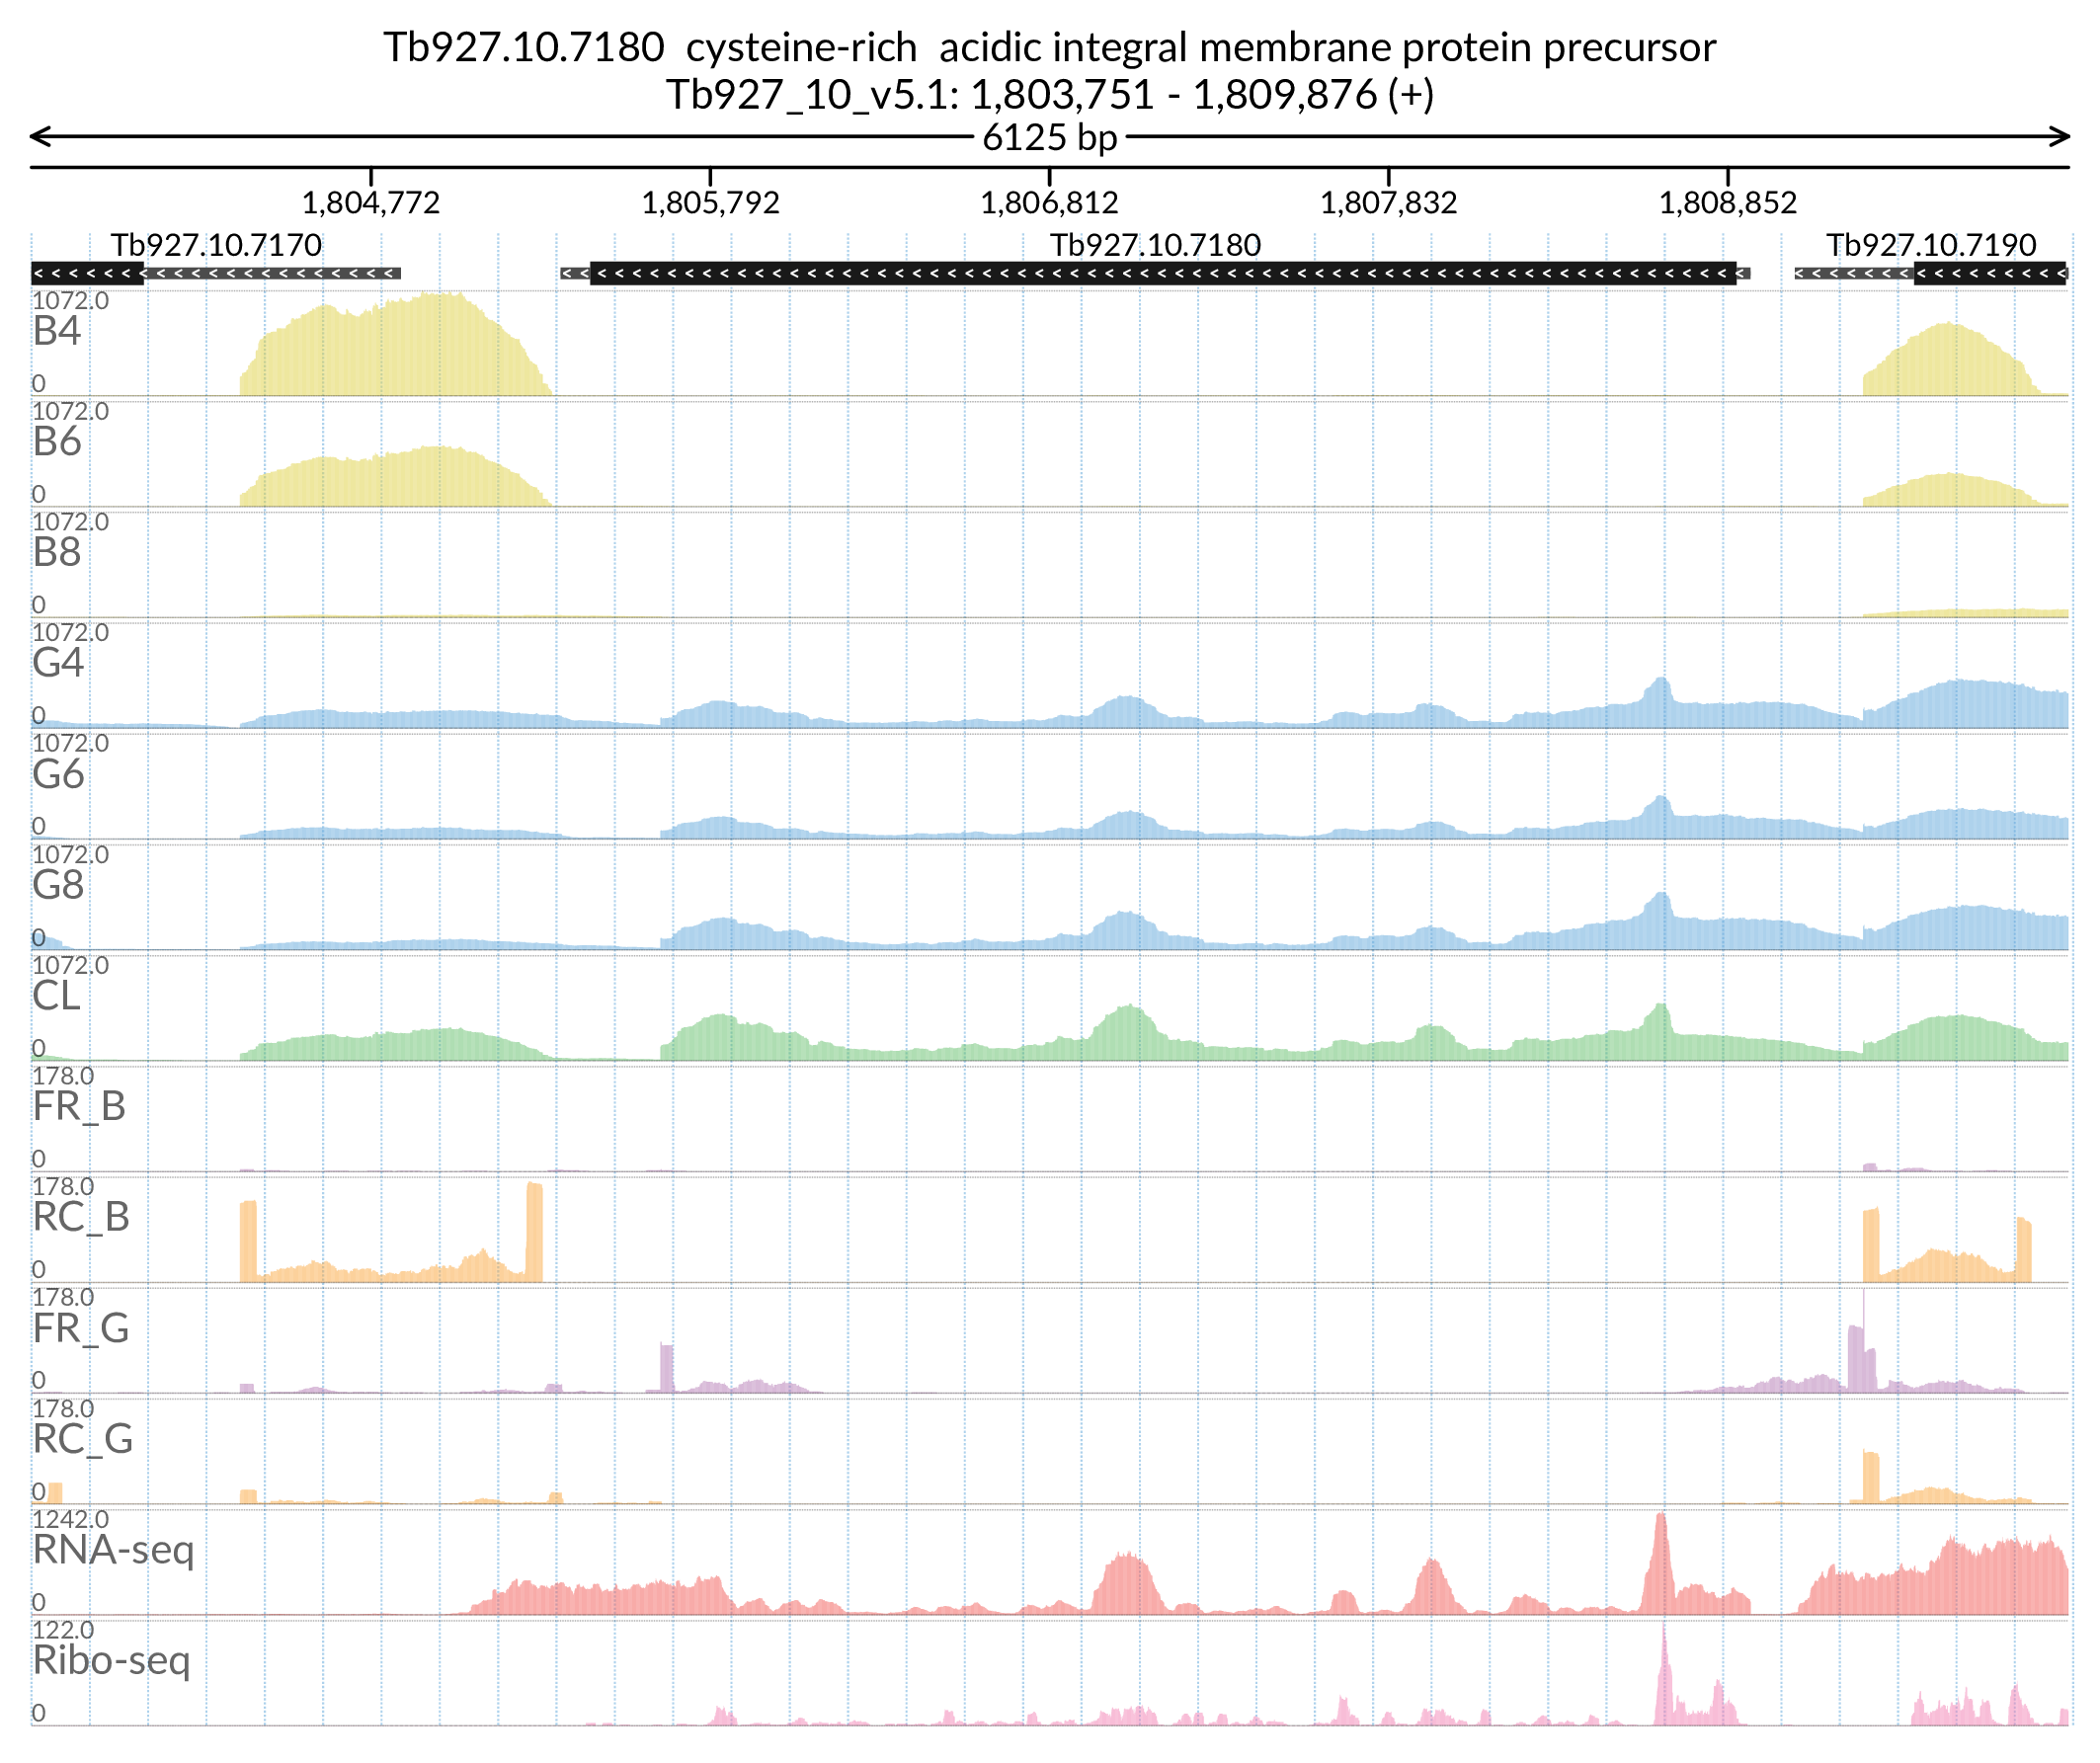 Tb927.10.7180 cysteine-rich acidic integral membrane protein precursor
Tb927_10_v5.1: 1,803,751 - 1,809,876 (+)
6125 bp
1,804,772 1,805,792 1,806,812 1,807,832 1,808,852
Tb927.10.7170 Tb927.10.7180 Tb927.10.7190
1072.0
B4
0
1072.0
B6
0
1072.0
B8
0
1072.0
G4
0
1072.0
G6
0
1072.0
G8
0
1072.0
CL
0
178.0
FR_B
0
178.0
RC_B
0
178.0
FR_G
0
178.0
RC_G
0
1242.0
RNA-seq
0
122.0
Ribo-seq
0